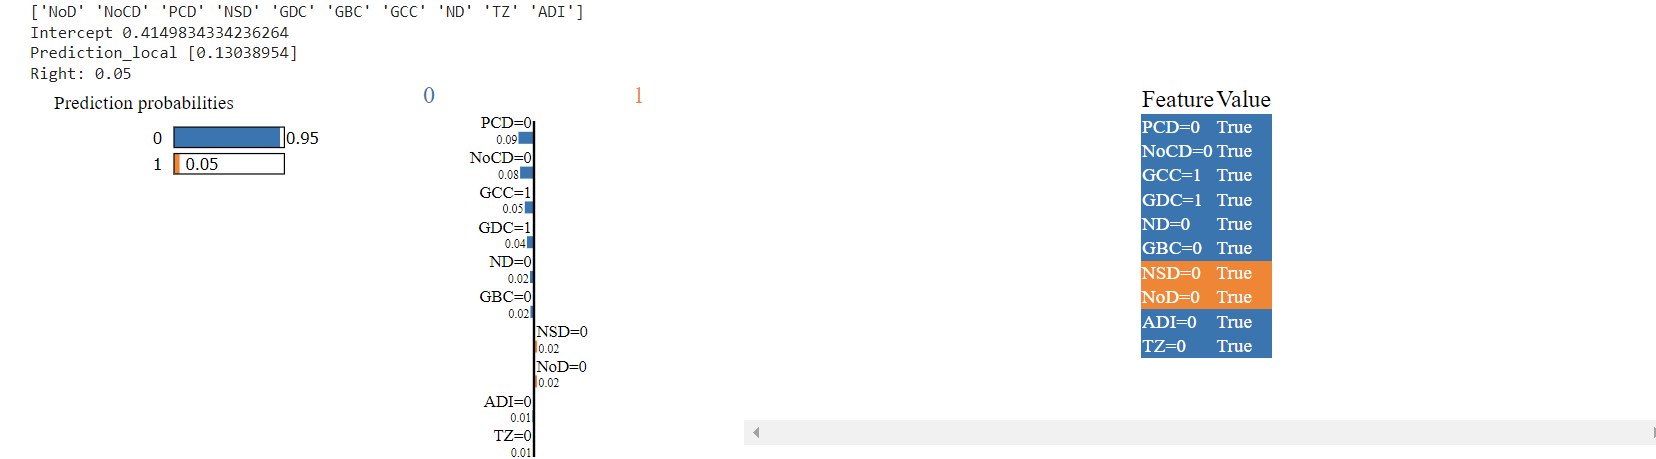 ['NoD' 'NoCD' 'PCD' 'NSD' 'GDC' 'GBC' 'GCC' 'ND' 'TZ' 'ADI']
Intercept 0.4149834334236264
Prediction_local [0.13038954]
Right: 0.05
Prediction probabilities
0 0.95
1 0.05
0 1
PCD=0
0.09
NoCD=0
0.08
GCC=1
0.05
GDC=1
0.04
ND=0
0.02
GBC=0
0.02
NSD=0
0.02
NoD=0
0.02
ADI=0
0.01
TZ=0
0.01
Feature Value
PCD=0 True
NoCD=0 True
GCC=1 True
GDC=1 True
ND=0 True
GBC=0 True
NSD=0 True
NoD=0 True
ADI=0 True
TZ=0 True